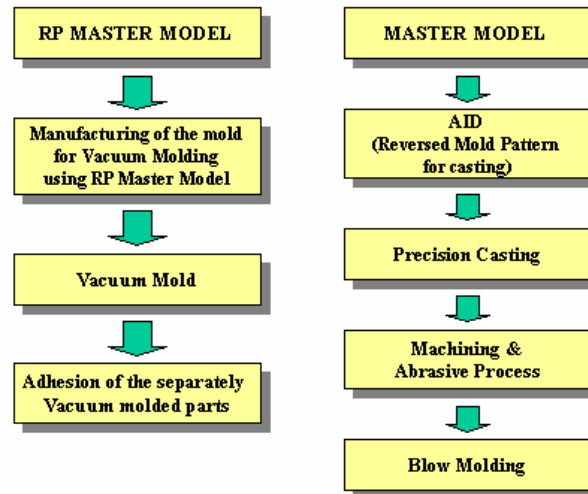 RP MASTER MODEL
Manufacturing of the mold
for Vacuum Molding
using RP Master Model
Vacuum Mold
Adhesion of the separately
Vacuum molded parts
MASTER MODEL
AID
(Reversed Mold Pattern
for casting)
Precision Casting
Machining &
Abrasive Process
Blow Molding